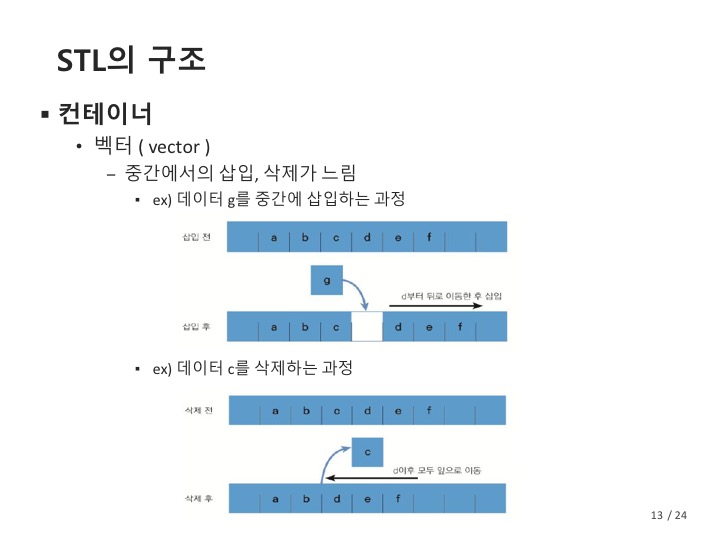 STL의 구조
▪ 컨테이너
• 벡터 ( vector )
– 중간에서의 삽입, 삭제가 느림
▪ ex) 데이터 g를 중간에 삽입하는 과정
삽입 전 a b c d e f
g
d부터 뒤로 이동한 후 삽입
삽입 후 a b c d e f
▪ ex) 데이터 c를 삭제하는 과정
삭제 전 a b c d e f
c
d이후 모두 앞으로 이동
삭제 후 a b d e f
13 / 24